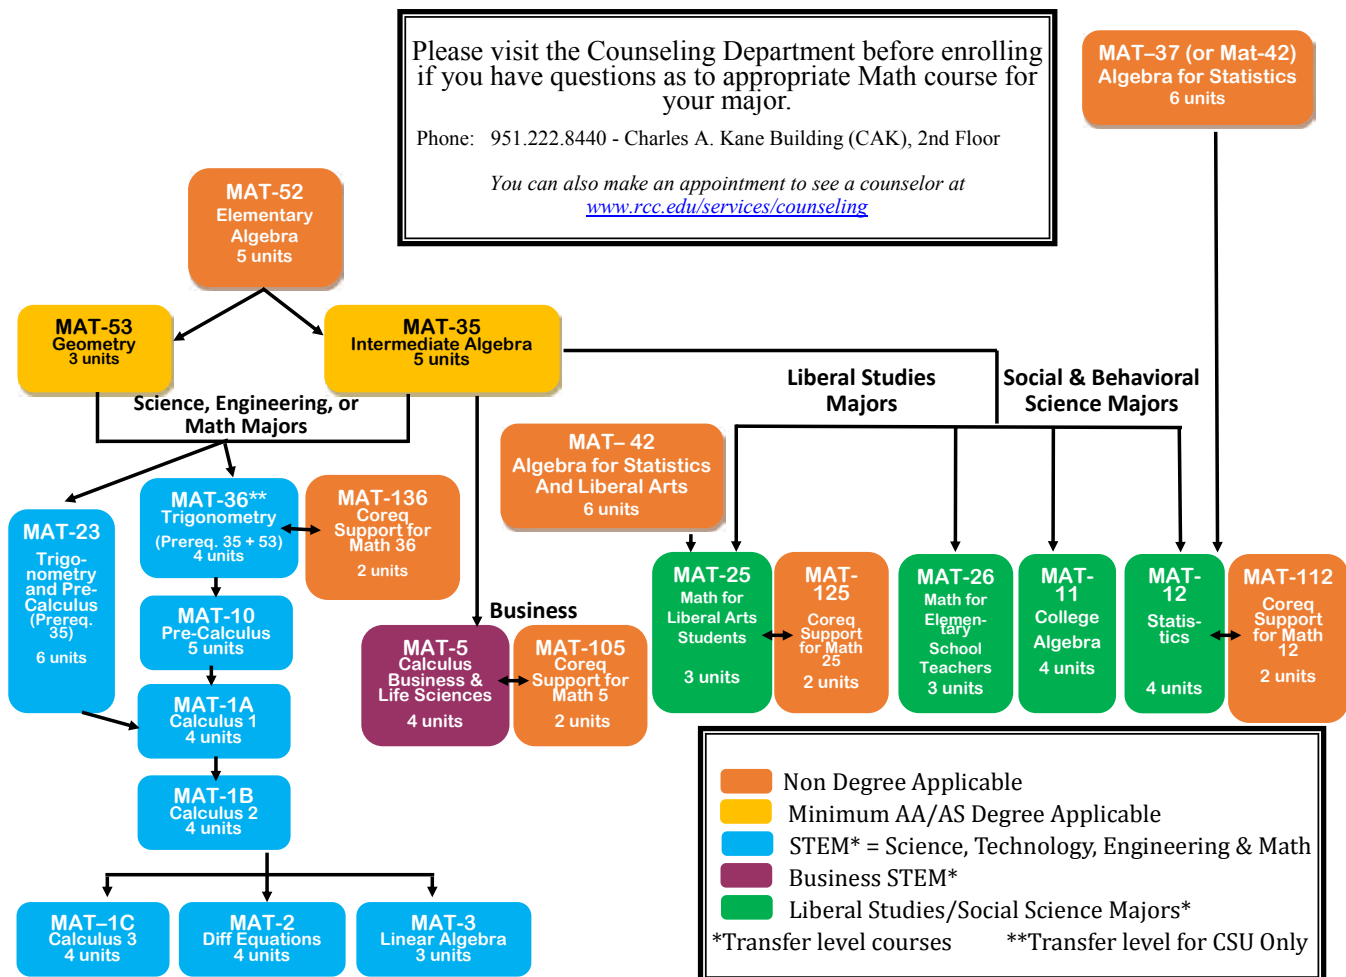 Please visit the Counseling Department before enrolling
if you have questions as to appropriate Math course for
your major.
Phone: 951.222.8440 - Charles A. Kane Building (CAK), 2nd Floor
You can also make an appointment to see a counselor at
www.rcc.edu/services/counseling
MAT–37 (or Mat-42)
Algebra for Statistics
6 units
MAT-52
Elementary
Algebra
5 units
MAT-53
Geometry
3 units
MAT-35
Intermediate Algebra
5 units
Science, Engineering, or
Math Majors
Liberal Studies
Majors
Social & Behavioral
Science Majors
MAT– 42
Algebra for Statistics
And Liberal Arts
6 units
MAT-23
Trigo-
nometry
and Pre-
Calculus
(Prereq.
35)
6 units
MAT-36**
Trigonometry
(Prereq. 35 + 53)
4 units
MAT-136
Coreq
Support for
Math 36
2 units
MAT-10
Pre-Calculus
5 units
MAT-1A
Calculus 1
4 units
MAT-1B
Calculus 2
4 units
MAT–1C
Calculus 3
4 units
MAT-2
Diff Equations
4 units
MAT-3
Linear Algebra
3 units
Business
MAT-5
Calculus
Business &
Life Sciences
4 units
MAT-105
Coreq
Support for
Math 5
2 units
MAT-25
Math for
Liberal Arts
Students
3 units
MAT-
125
Coreq
Support
for Math
25
2 units
MAT-26
Math for
Elemen-
tary
School
Teachers
3 units
MAT-
11
College
Algebra
4 units
MAT-
12
Statis-
tics
4 units
MAT-112
Coreq
Support
for Math
12
2 units
Non Degree Applicable
Minimum AA/AS Degree Applicable
STEM* = Science, Technology, Engineering & Math
Business STEM*
Liberal Studies/Social Science Majors*
*Transfer level courses **Transfer level for CSU Only